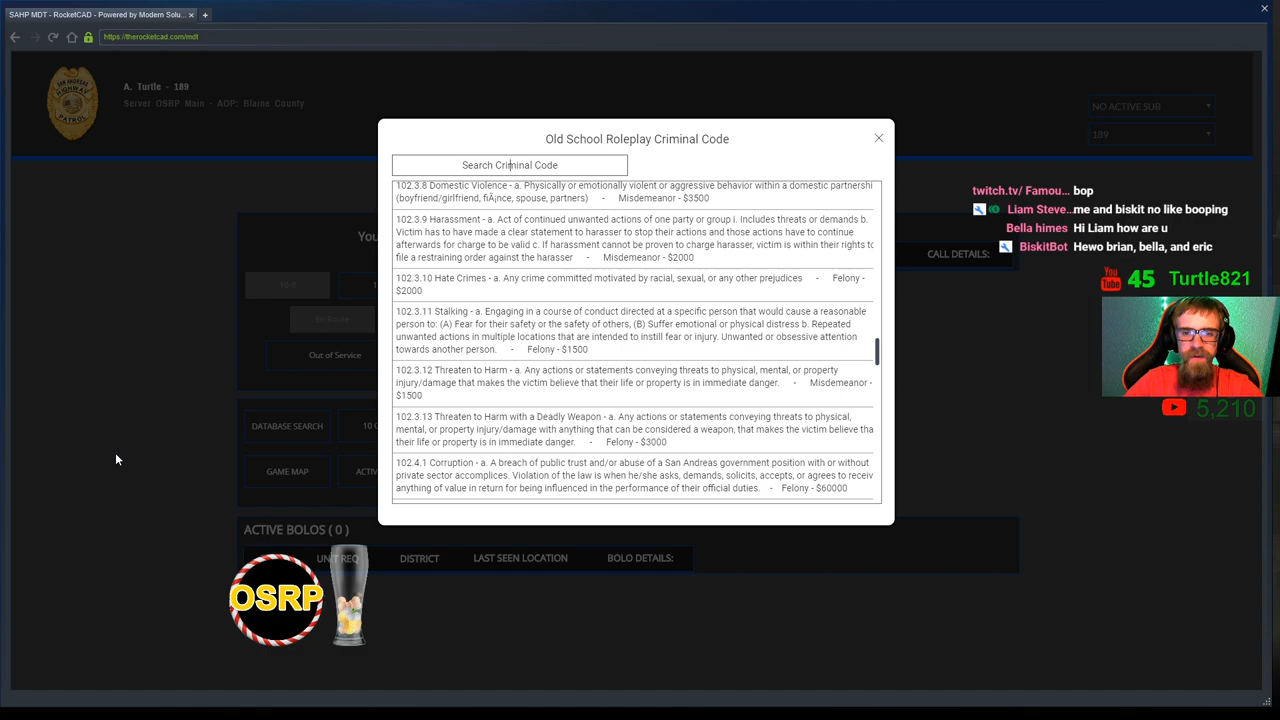 SAHP MDT - RocketCAD - Powered by Modern Solu...
https://therocketcad.com/mdt
A. Turtle - 189
Server OSRP Main - AOP: Blaine County
NO ACTIVE SUB
189
Old School Roleplay Criminal Code
Search Criminal Code
102.3.8 Domestic Violence - a. Physically or emotionally violent or aggressive behavior within a domestic partnershi
(boyfriend/girlfriend, fiÃ¡nce, spouse, partners) - Misdemeanor - $3500
102.3.9 Harassment - a. Act of continued unwanted actions of one party or group i. Includes threats or demands b.
Victim has to have made a clear statement to harasser to stop their actions and those actions have to continue
afterwards for charge to be valid c. If harassment cannot be proven to charge harasser, victim is within their rights to
file a restraining order against the harasser - Misdemeanor - $2000
102.3.10 Hate Crimes - a. Any crime committed motivated by racial, sexual, or any other prejudices - Felony -
$2000
102.3.11 Stalking - a. Engaging in a course of conduct directed at a specific person that would cause a reasonable
person to: (A) Fear for their safety or the safety of others, (B) Suffer emotional or physical distress b. Repeated
unwanted actions in multiple locations that are intended to instill fear or injury. Unwanted or obsessive attention
towards another person. - Felony - $1500
102.3.12 Threaten to Harm - a. Any actions or statements conveying threats to physical, mental, or property
injury/damage that makes the victim believe that their life or property is in immediate danger. - Misdemeanor -
$1500
102.3.13 Threaten to Harm with a Deadly Weapon - a. Any actions or statements conveying threats to physical,
mental, or property injury/damage with anything that can be considered a weapon, that makes the victim believe tha
their life or property is in immediate danger. - Felony - $3000
102.4.1 Corruption - a. A breach of public trust and/or abuse of a San Andreas government position with or without
private sector accomplices. Violation of the law is when he/she asks, demands, solicits, accepts, or agrees to receiv
anything of value in return for being influenced in the performance of their official duties. - Felony - $60000
You
10-8
1
En Route
Out of Service
CALL DETAILS:
DATABASE SEARCH
10 C
GAME MAP
ACTIV
ACTIVE BOLOS ( 0 )
UNIT REQ
DISTRICT
LAST SEEN LOCATION
BOLO DETAILS:
OSRP
twitch.tv/ Famou... bop
Liam Steve... me and biskit no like booping
Bella himes Hi Liam how are u
BiskitBot Hewo brian, bella, and eric
You
Tube
45 Turtle821
5,210